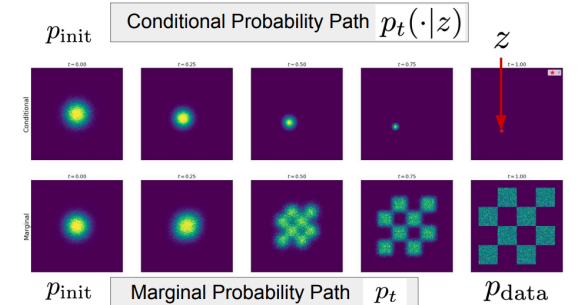 p_init Conditional Probability Path p_t(·|z) z
t = 0.00 t = 0.25 t = 0.50 t = 0.75 t = 1.00
Conditional
t = 0.00 t = 0.25 t = 0.50 t = 0.75 t = 1.00
Marginal
p_init Marginal Probability Path p_t p_data